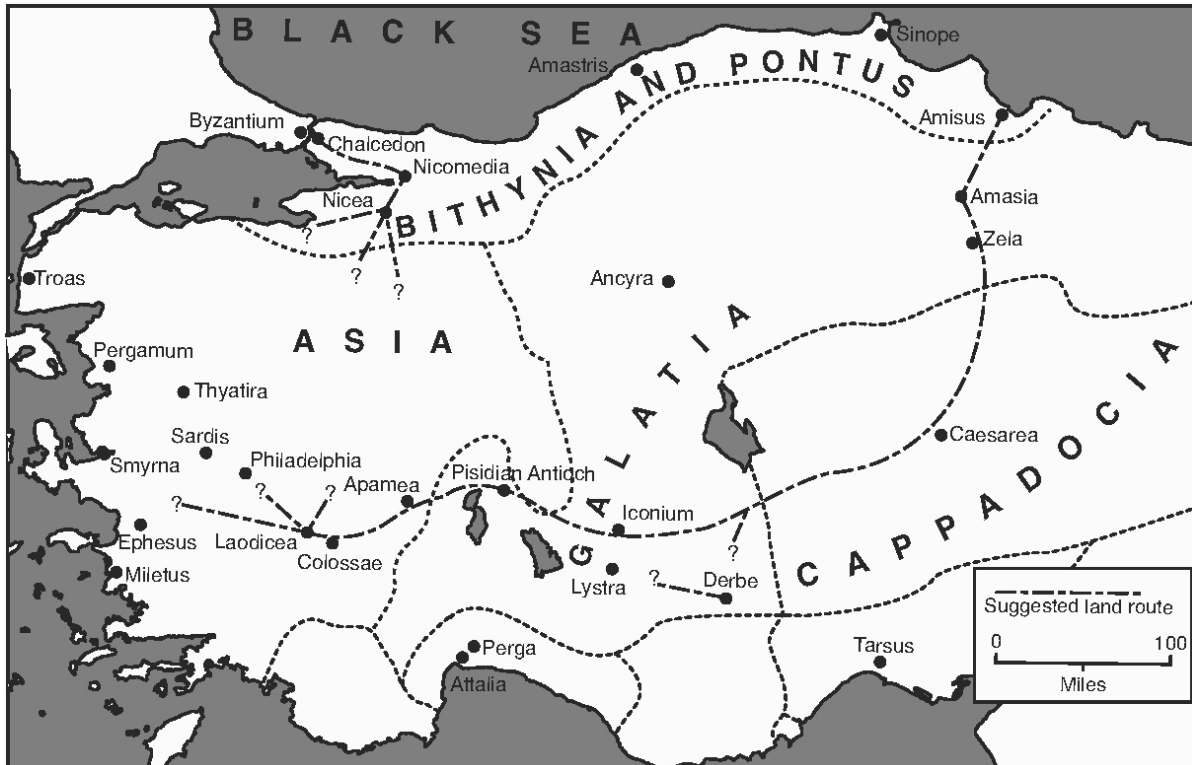 BLACK SEA
Sinope
Amastris
BITHYNIA AND PONTUS
Byzantium
Amisus
Chalcedon
Nicomedia
Nicea
Amasia
?
Zela
?
?
Troas
Ancyra
ASIA
GALATIA
Pergamum
Thyatira
CAPPADOCIA
Sardis
Caesarea
Smyrna
Philadelphia
Pisidian Antioch
?
?
Apamea
?
Iconium
Ephesus
Laodicea
Colossae
?
Miletus
Lystra
?
Derbe
Suggested land route
0 100
Miles
Perga
Tarsus
Attalia